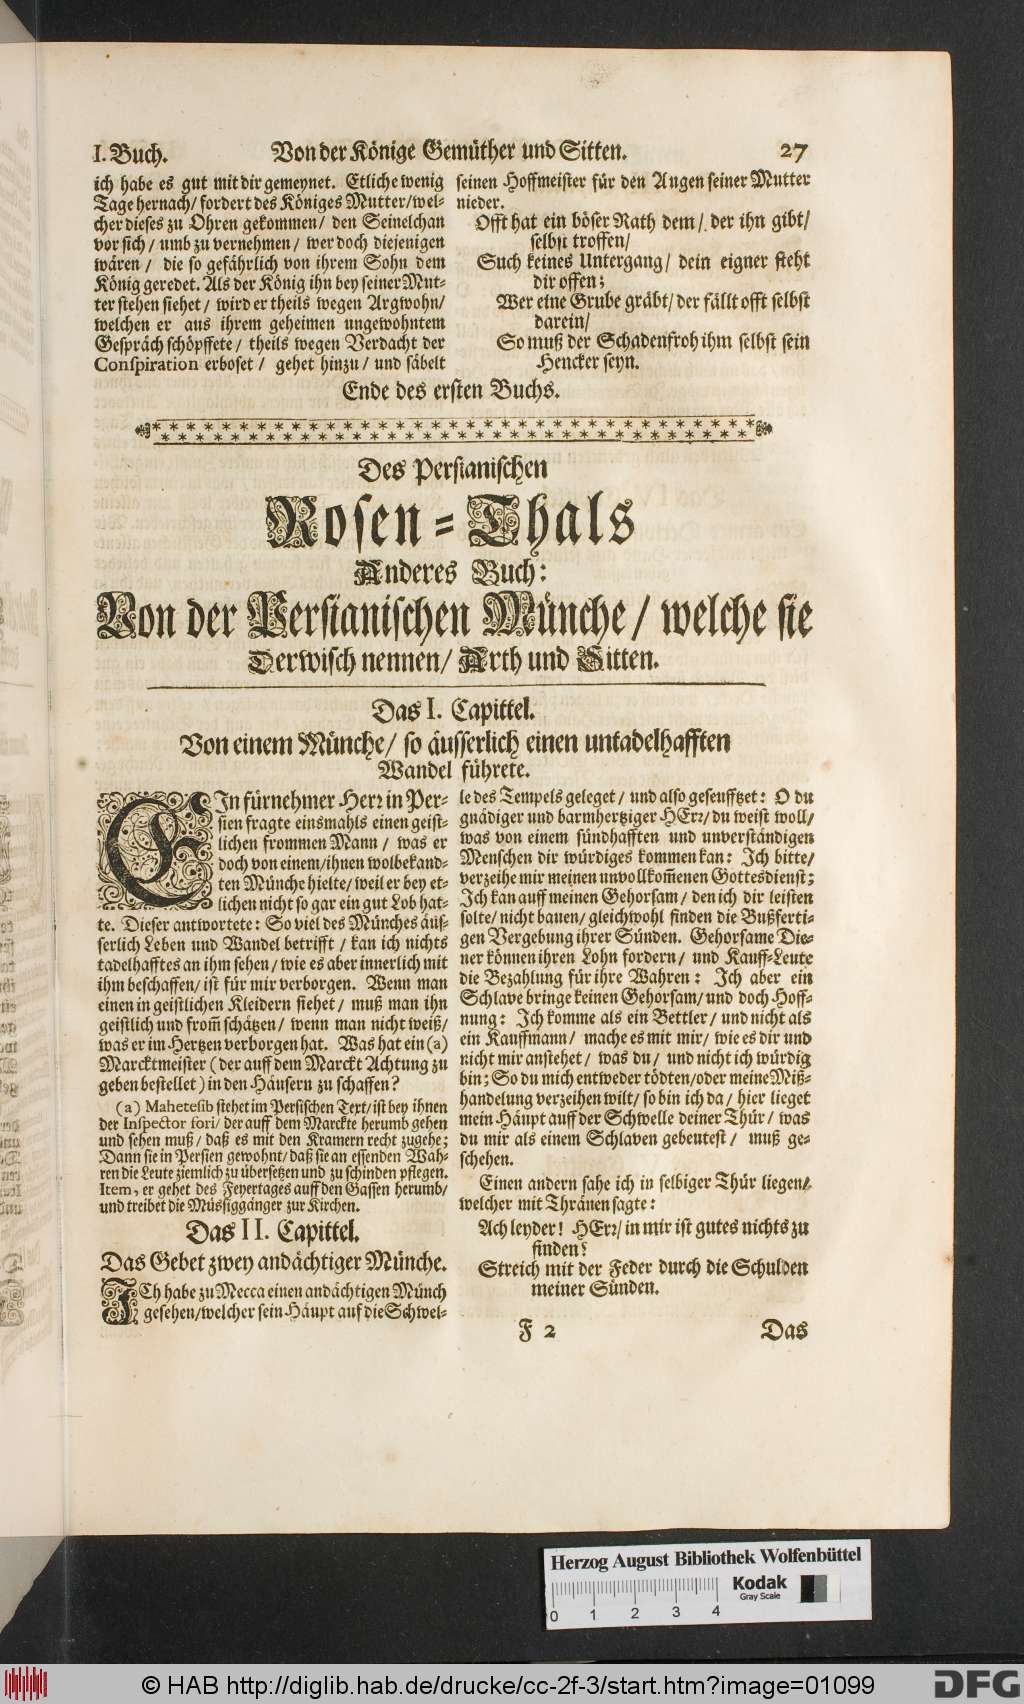 I. Buch. Von der Könige Gemüther und Sitten. 27
ich habe es gut mit dir gemeynet. Etliche wenig
Tage hernach/ fordert des Königes Mutter/ wel-
cher dieses zu Ohren gekommen/ den Seinelchan
vor sich/ umb zu vernehmen/ wer doch diejenigen
wären/ die so gefährlich von ihrem Sohn dem
König geredet. Als der König ihn bey seiner Mut-
ter stehen siehet/ wird er theils wegen Argwohn/
welchen er aus ihrem geheimen ungewohntem
Gespräch schöpffete/ theils wegen Verdacht der
Conspiration erboset/ gehet hinzu/ und säbelt
seinen Hoffmeister für den Augen seiner Mutter
nieder.
Offt hat ein böser Rath dem/ der ihn gibt/
selbst troffen/
Such keines Untergang/ dein eigner steht
dir offen;
Wer eine Grube gräbt/ der fällt offt selbst
darein/
So muß der Schadenfroh ihm selbst sein
Hencker seyn.
Ende des ersten Buchs.
Des Persianischen
Rosen-Thals
Anderes Buch:
Von der Persianischen Münche/ welche sie
Derwisch nennen/ Arth und Sitten.
Das I. Capittel.
Von einem Münche/ so äusserlich einen untadelhafften
Wandel führete.
EIn fürnehmer Herr in Per-
sien fragte einsmahls einen geist-
lichen frommen Mann/ was er
doch von einem/ ihnen wolbekand-
ten Münche hielte/ weil er bey et-
lichen nicht so gar ein gut Lob hat-
te. Dieser antwortete: So viel des Münches äus-
serlich Leben und Wandel betrifft/ kan ich nichts
tadelhafftes an ihm sehen/ wie es aber innerlich mit
ihm beschaffen/ ist für mir verborgen. Wenn man
einen in geistlichen Kleidern siehet/ muß man ihn
geistlich und from̃ schätzen/ wenn man nicht weiß/
was er im Hertzen verborgen hat. Was hat ein (a)
Marcktmeister (der auff dem Marckt Achtung zu
geben bestellet) in den Häusern zu schaffen?
(a) Mahetesib stehet im Persischen Text/ ist bey ihnen
der Inspector fori/ der auff dem Marckte herumb gehen
und sehen muß/ daß es mit den Kramern recht zugehe;
Dann sie in Persien gewohnt/ daß sie an essenden Wah-
ren die Leute ziemlich zu übersetzen und zu schinden pflegen.
Item, er gehet des Feyertages auff den Gassen herumb/
und treibet die Müssiggänger zur Kirchen.
Das II. Capittel.
Das Gebet zwey andächtiger Münche.
ICh habe zu Mecca einen andächtigen Münch
gesehen/ welcher sein Häupt auf die Schwel-
le des Tempels geleget/ und also geseufftzet: O du
gnädiger und barmhertziger HErr/ du weist woll/
was von einem sündhafften und unverständigen
Menschen dir würdiges kommen kan: Ich bitte/
verzeihe mir meinen unvollkom̃enen Gottesdienst;
Ich kan auff meinen Gehorsam/ den ich dir leisten
solte/ nicht bauen/ gleichwohl finden die Bußferti-
gen Vergebung ihrer Sünden. Gehorsame Die-
ner können ihren Lohn fordern/ und Kauff-Leute
die Bezahlung für ihre Wahren: Ich aber ein
Schlave bringe keinen Gehorsam/ und doch Hoff-
nung: Ich komme als ein Bettler/ und nicht als
ein Kauffmann/ mache es mit mir/ wie es dir und
nicht mir anstehet/ was du/ und nicht ich würdig
bin; So du mich entweder tödten/ oder meine Miß-
handelung verzeihen wilt/ so bin ich da/ hier lieget
mein Häupt auff der Schwelle deiner Thür/ was
du mir als einem Schlaven gebeutest/ muß ge-
schehen.
Einen andern sahe ich in selbiger Thür liegen/
welcher mit Thränen sagte:
Ach leyder! HErr/ in mir ist gutes nichts zu
finden?
Streich mit der Feder durch die Schulden
meiner Sünden.
F 2 Das
Herzog August Bibliothek Wolfenbüttel
Kodak
Gray Scale
0 1 2 3 4
© HAB http://diglib.hab.de/drucke/cc-2f-3/start.htm?image=01099
DFG